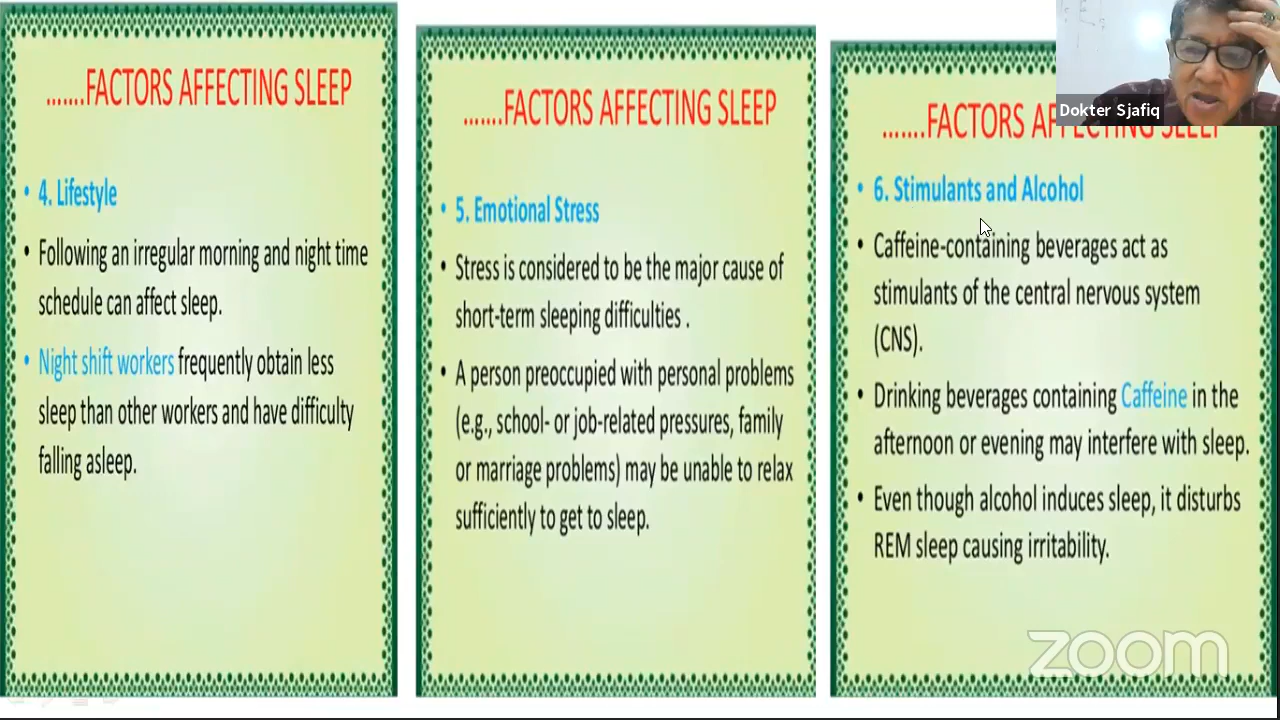 .......FACTORS AFFECTING SLEEP
• 4. Lifestyle
• Following an irregular morning and night time
schedule can affect sleep.
• Night shift workers frequently obtain less
sleep than other workers and have difficulty
falling asleep.
.......FACTORS AFFECTING SLEEP
• 5. Emotional Stress
• Stress is considered to be the major cause of
short-term sleeping difficulties .
• A person preoccupied with personal problems
(e.g., school- or job-related pressures, family
or marriage problems) may be unable to relax
sufficiently to get to sleep.
.......FACTORS AFFECTING SLEEP
• 6. Stimulants and Alcohol
• Caffeine-containing beverages act as
stimulants of the central nervous system
(CNS).
• Drinking beverages containing Caffeine in the
afternoon or evening may interfere with sleep.
• Even though alcohol induces sleep, it disturbs
REM sleep causing irritability.
Dokter Sjafiq
zoom